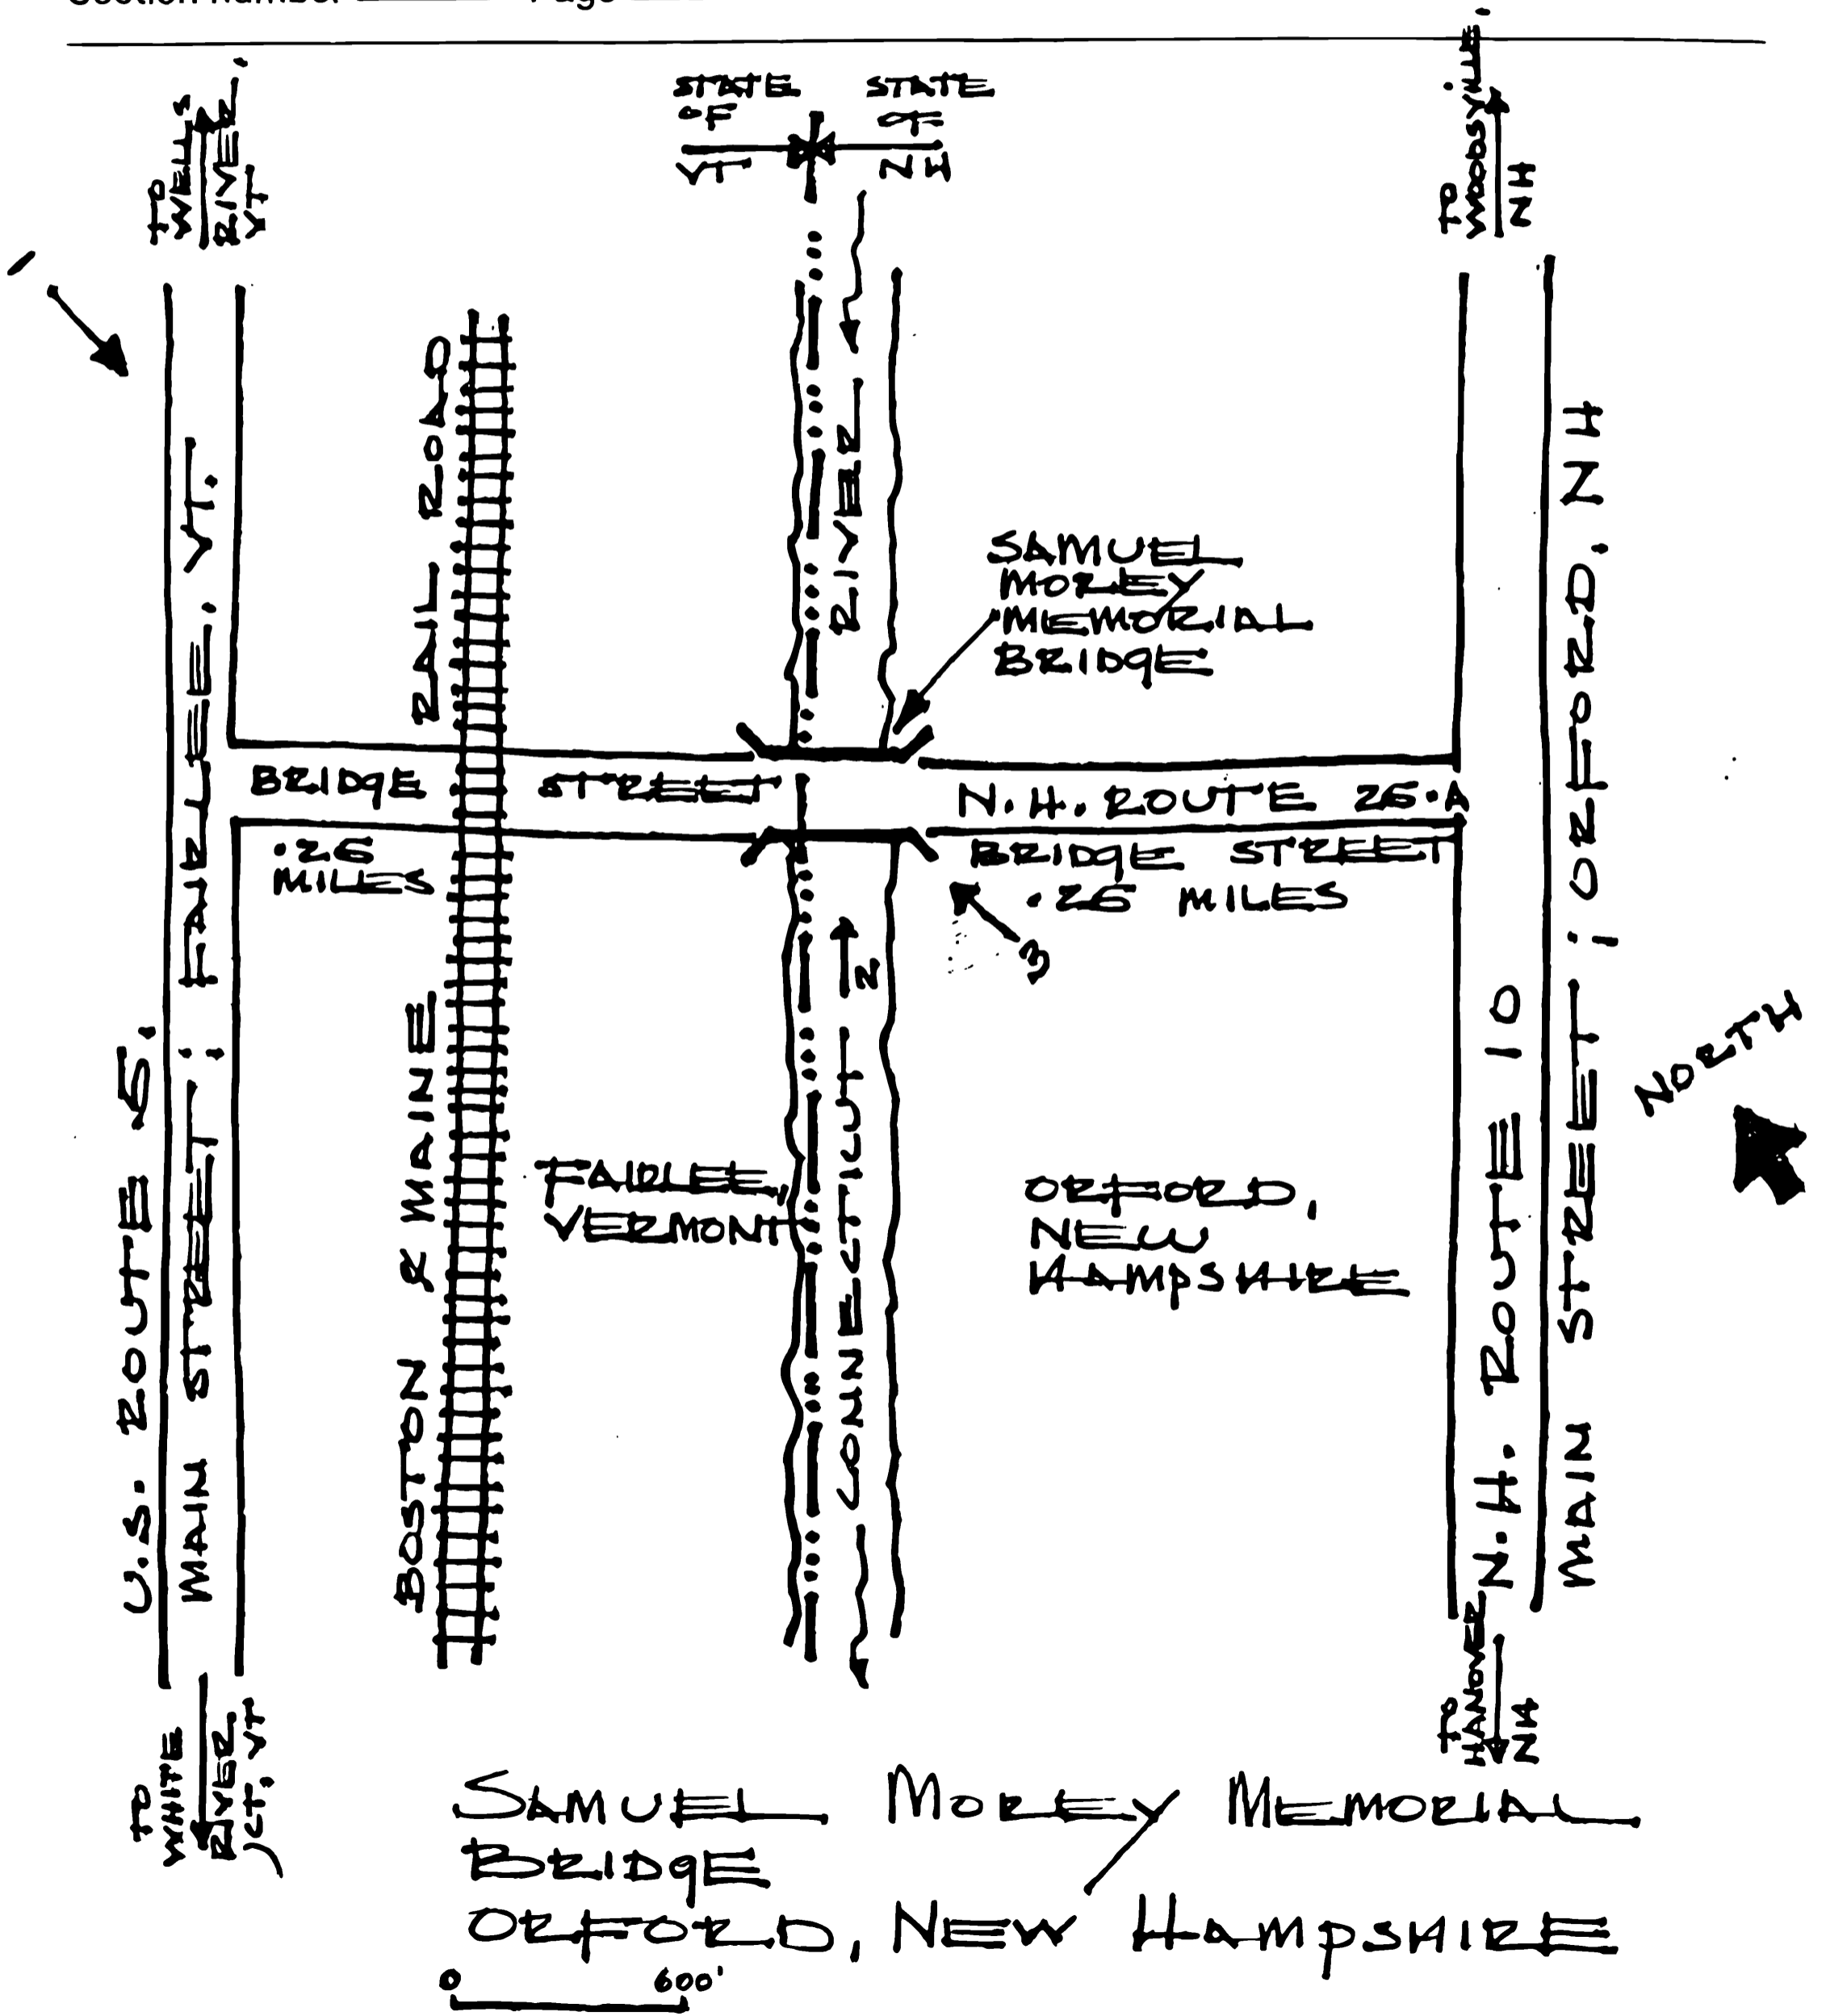 STATE OF VT
STATE OF NH
TO WELLS RIVER VT.
TO WOODSVILLE NH
1
U.S. ROUTE 5.
MAIN STREET; FAIRLEE, VT.
BOSTON & MAINE RAIL ROAD
CONNECTICUT
N
RIVER
SAMUEL
MOREY
MEMORIAL
BRIDGE
BRIDGE STREET
.26
MILES
N.H. ROUTE 25·A
BRIDGE STREET
.26 MILES
3
FAIRLEE,
VERMONT
ORFORD,
NEW
HAMPSHIRE
N.H. ROUTE 10
MAIN STREET; ORFORD, NH
NORTH
TO WHITE RIVER JCT, VT
TO HANOVER NH
SAMUEL MOREY MEMORIAL
BRIDGE
ORFORD, NEW HAMPSHIRE
0 600'